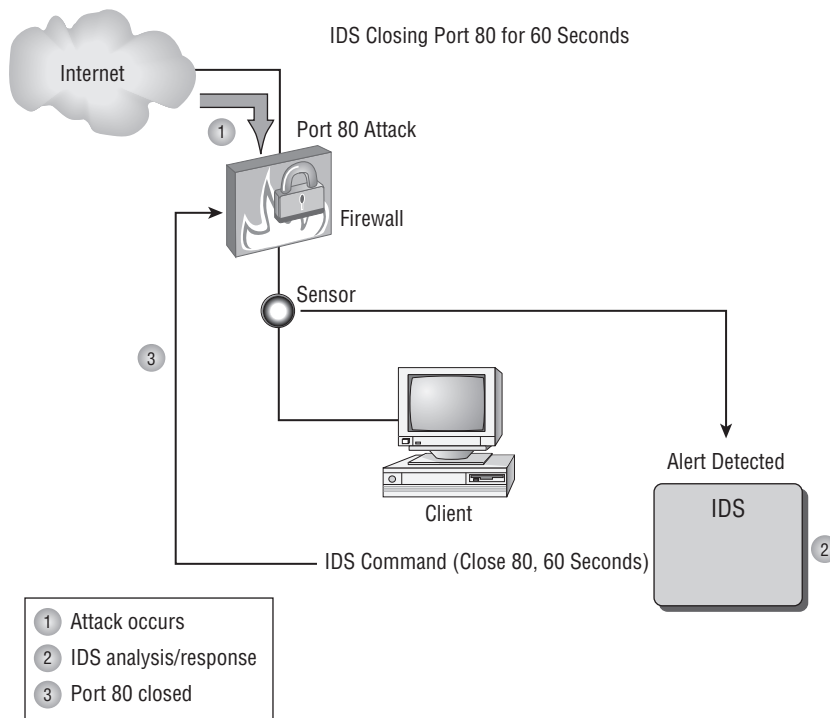 IDS Closing Port 80 for 60 Seconds
Internet
1
Port 80 Attack
Firewall
Sensor
3
Client
Alert Detected
IDS
2
IDS Command (Close 80, 60 Seconds)
1 Attack occurs
2 IDS analysis/response
3 Port 80 closed